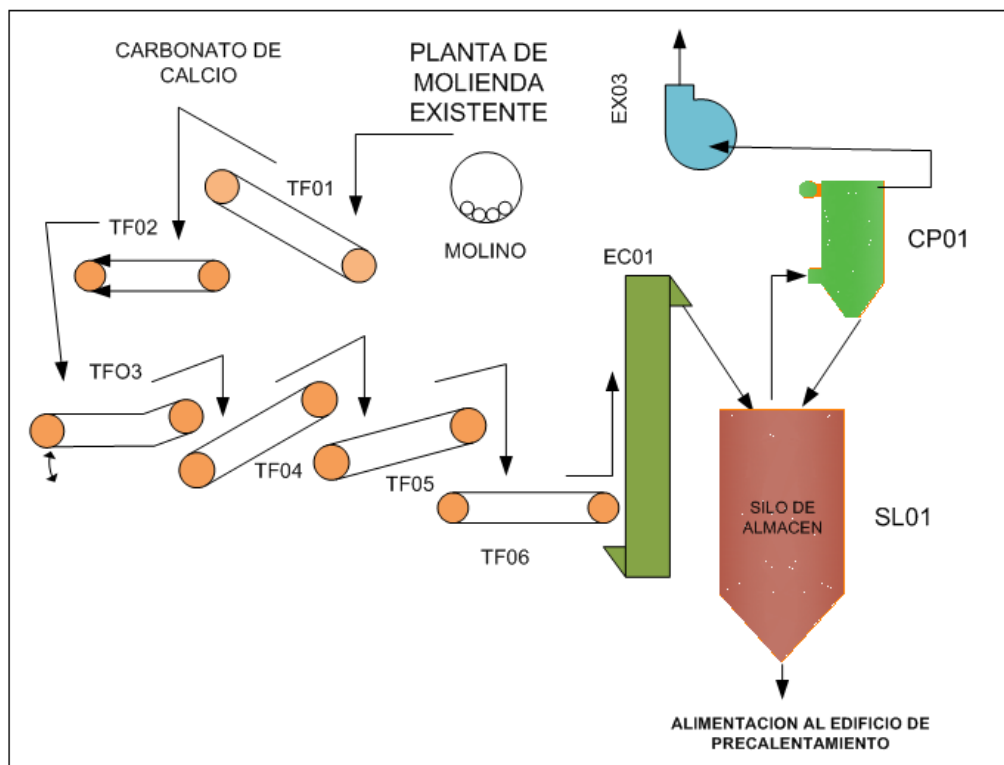 CARBONATO DE
CALCIO
PLANTA DE
MOLIENDA
EXISTENTE
EX03
TF01
MOLINO
CP01
TF02
EC01
TFO3
TF04
TF05
TF06
SILO DE
ALMACEN
SL01
ALIMENTACION AL EDIFICIO DE
PRECALENTAMIENTO